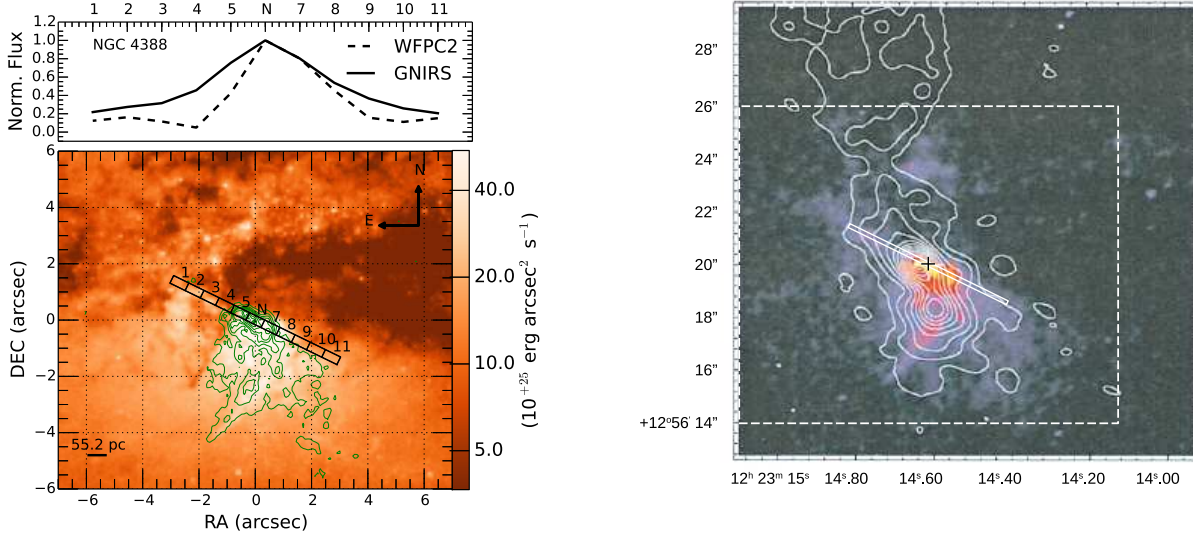 1 2 3 4 5 N 7 8 9 10 11
1.2
1.0
0.8
0.6
0.4
0.2
0.0
Norm. Flux
NGC 4388
WFPC2
GNIRS
6
4
2
0
−2
−4
−6
DEC (arcsec)
N
E
1 2 3 4 5 N 7 8 9 10 11
55.2 pc
−6 −4 −2 0 2 4 6
RA (arcsec)
40.0
20.0
10.0
5.0
(10⁺²⁵ erg arcsec² s⁻¹)
28”
26”
24”
22”
20”
18”
16”
+12º56′ 14”
12ʰ 23ᵐ 15ˢ 14ˢ.80 14ˢ.60 14ˢ.40 14ˢ.20 14ˢ.00